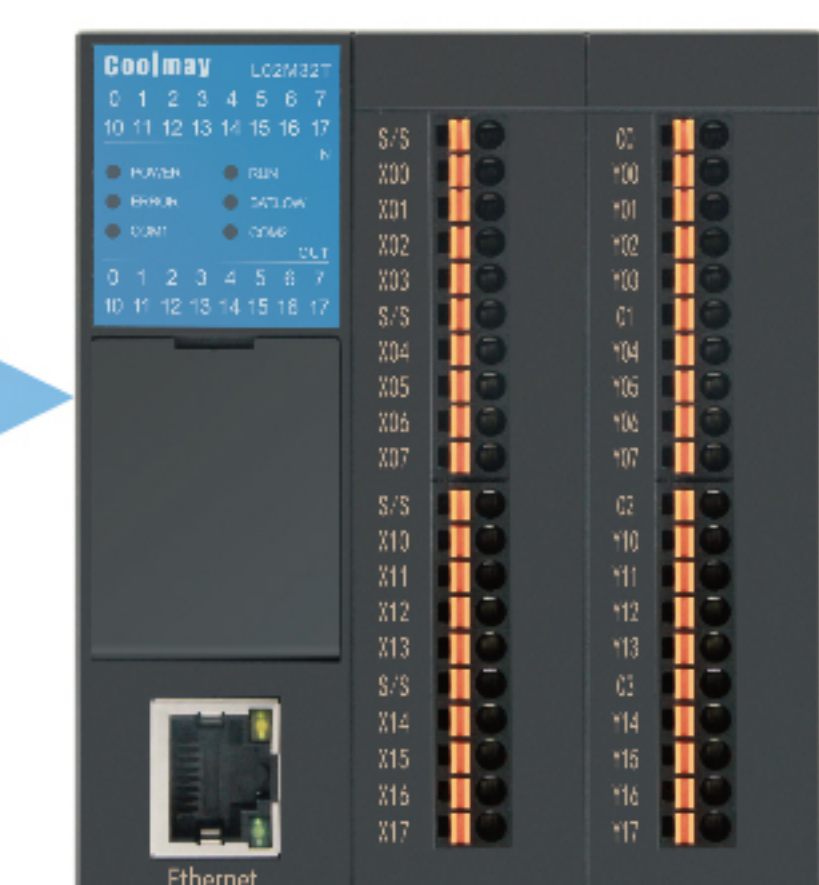 Coolmay LC2M32T
0 1 2 3 4 5 6 7
10 11 12 13 14 15 16 17
IN
POWER RUN
ERROR BATLOW
COM1 COM2
OUT
0 1 2 3 4 5 6 7
10 11 12 13 14 15 16 17
S/S C0
X00 Y00
X01 Y01
X02 Y02
X03 Y03
S/S C1
X04 Y04
X05 Y05
X06 Y06
X07 Y07
S/S C2
X10 Y10
X11 Y11
X12 Y12
X13 Y13
S/S C3
X14 Y14
X15 Y15
X16 Y16
X17 Y17
Ethernet